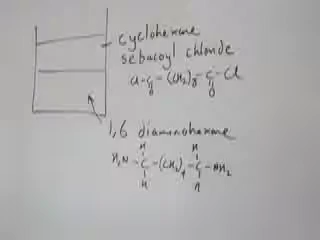 cyclohexane
sebacoyl chloride
Cl-C-(CH2)8-C-Cl
O O
1,6 diaminohexane
H H
H2N-C-(CH2)4-C-NH2
H H